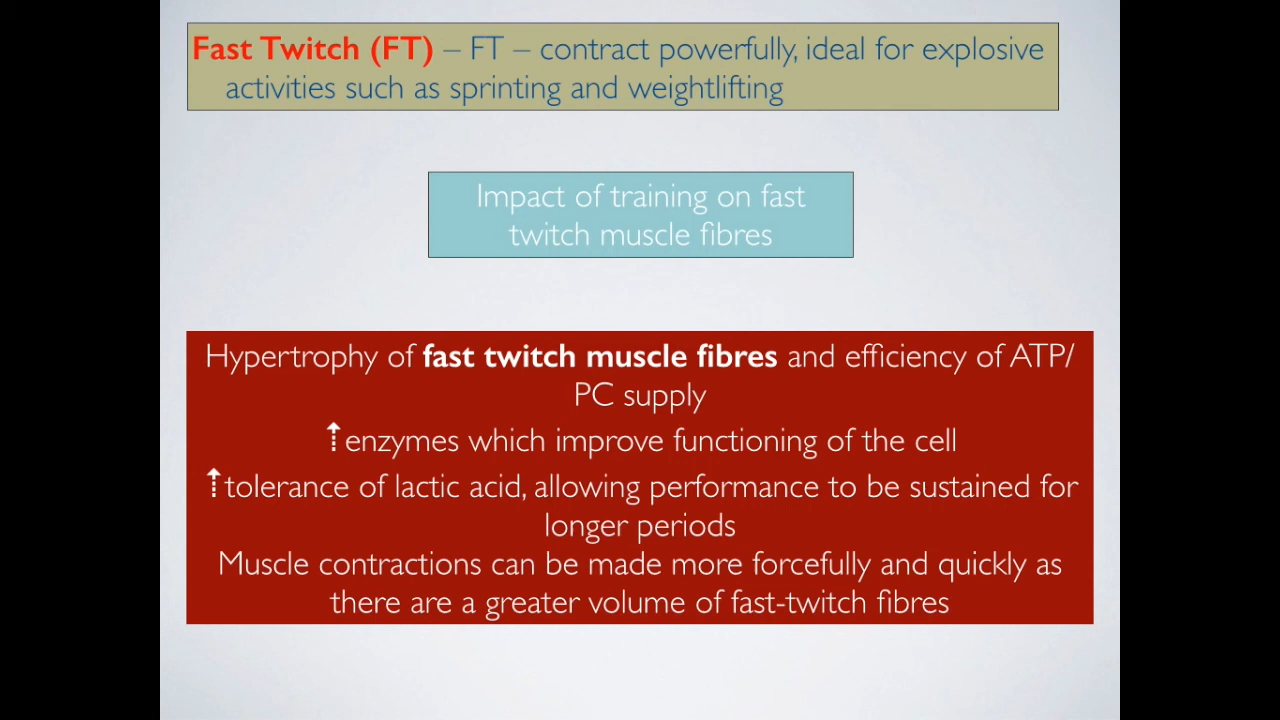 Fast Twitch (FT) – FT – contract powerfully, ideal for explosive
activities such as sprinting and weightlifting
Impact of training on fast
twitch muscle fibres
Hypertrophy of fast twitch muscle fibres and efficiency of ATP/
PC supply
⇡enzymes which improve functioning of the cell
⇡tolerance of lactic acid, allowing performance to be sustained for
longer periods
Muscle contractions can be made more forcefully and quickly as
there are a greater volume of fast-twitch fibres